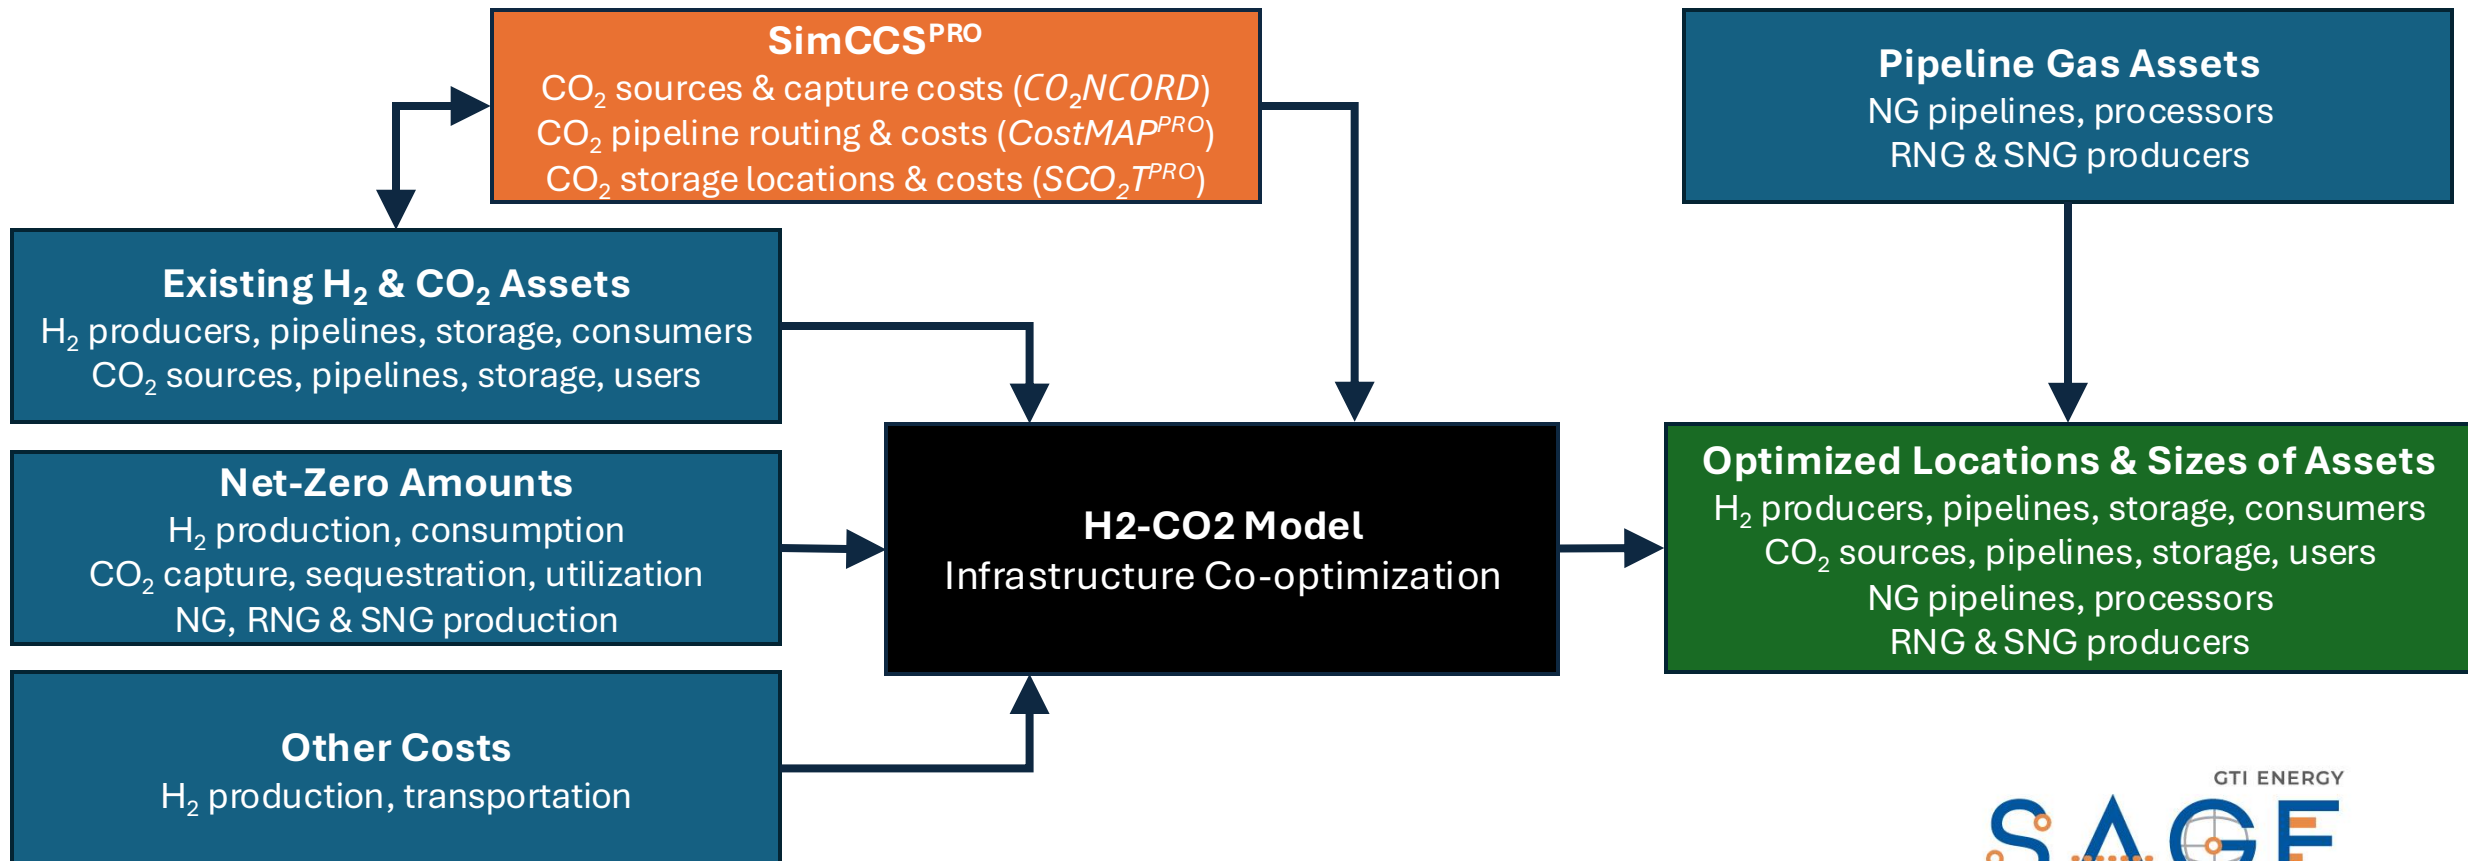 SimCCSᴾᴿᴼ
CO₂ sources & capture costs (CO₂NCORD)
CO₂ pipeline routing & costs (CostMAPᴾᴿᴼ)
CO₂ storage locations & costs (SCO₂Tᴾᴿᴼ)
Pipeline Gas Assets
NG pipelines, processors
RNG & SNG producers
Existing H₂ & CO₂ Assets
H₂ producers, pipelines, storage, consumers
CO₂ sources, pipelines, storage, users
Net-Zero Amounts
H₂ production, consumption
CO₂ capture, sequestration, utilization
NG, RNG & SNG production
Other Costs
H₂ production, transportation
H2-CO2 Model
Infrastructure Co-optimization
Optimized Locations & Sizes of Assets
H₂ producers, pipelines, storage, consumers
CO₂ sources, pipelines, storage, users
NG pipelines, processors
RNG & SNG producers
GTI ENERGY
SAGE